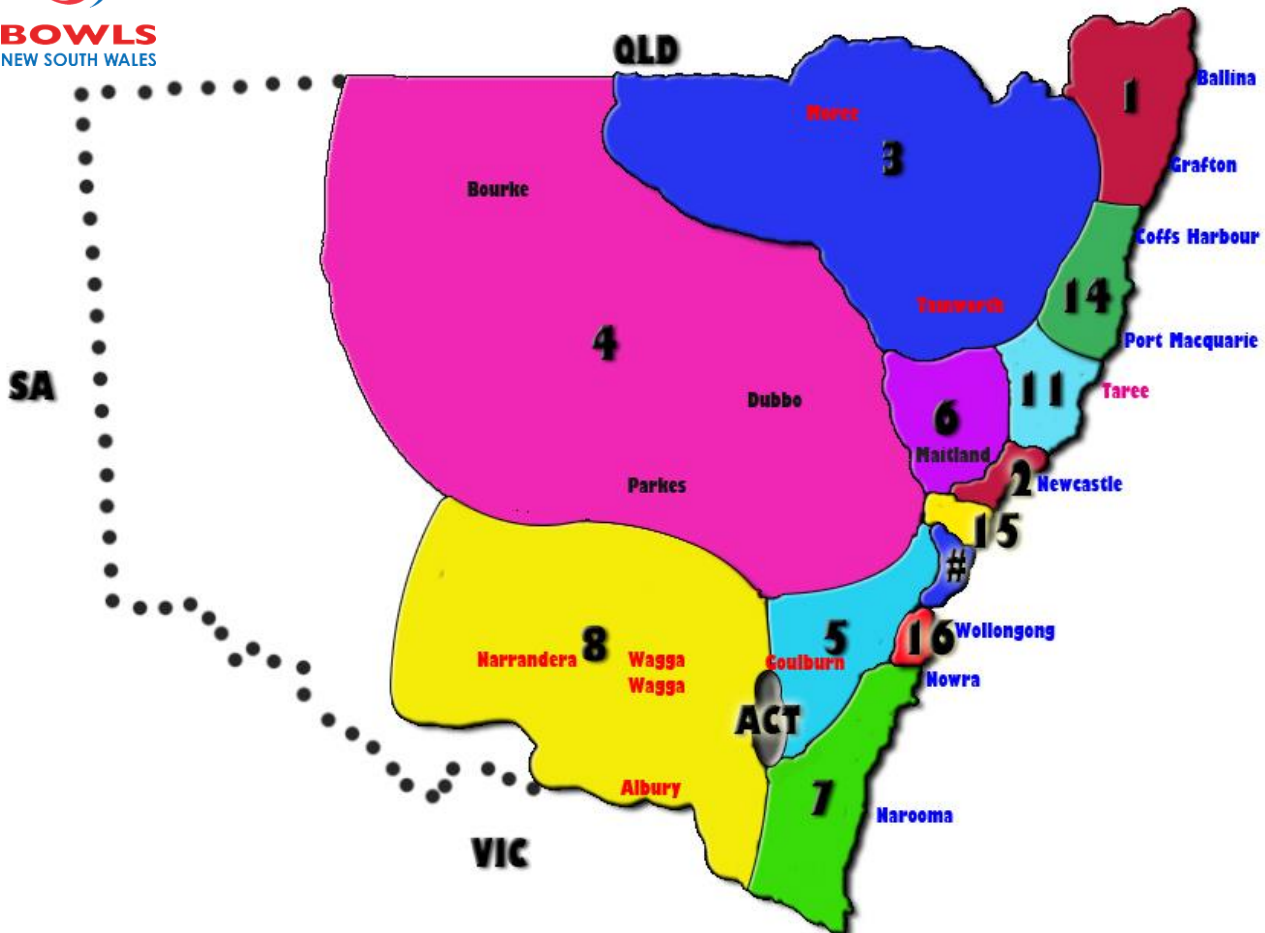 BOWLS
NEW SOUTH WALES
QLD
1
Ballina
Moree
3
Grafton
Bourke
Coffs Harbour
14
Tamworth
4
Port Macquarie
SA
11
Taree
Dubbo
6
Maitland
2
Newcastle
Parkes
15
#
5
16
Wollongong
8
Narrandera
Wagga
Wagga
Goulburn
Nowra
ACT
7
Albury
Narooma
VIC